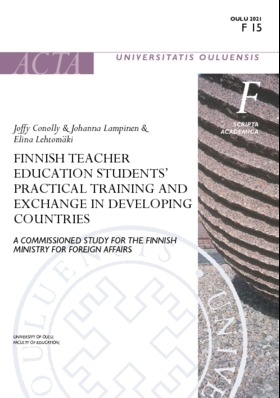 OULU 2021
F 15
ACTA
UNIVERSITATIS OULUENSIS
F
SCRIPTA
ACADEMICA
Joffy Conolly & Johanna Lampinen &
Elina Lehtomäki
FINNISH TEACHER
EDUCATION STUDENTS'
PRACTICAL TRAINING AND
EXCHANGE IN DEVELOPING
COUNTRIES
A COMMISSIONED STUDY FOR THE FINNISH
MINISTRY FOR FOREIGN AFFAIRS
UNIVERSITY OF OULU,
FACULTY OF EDUCATION